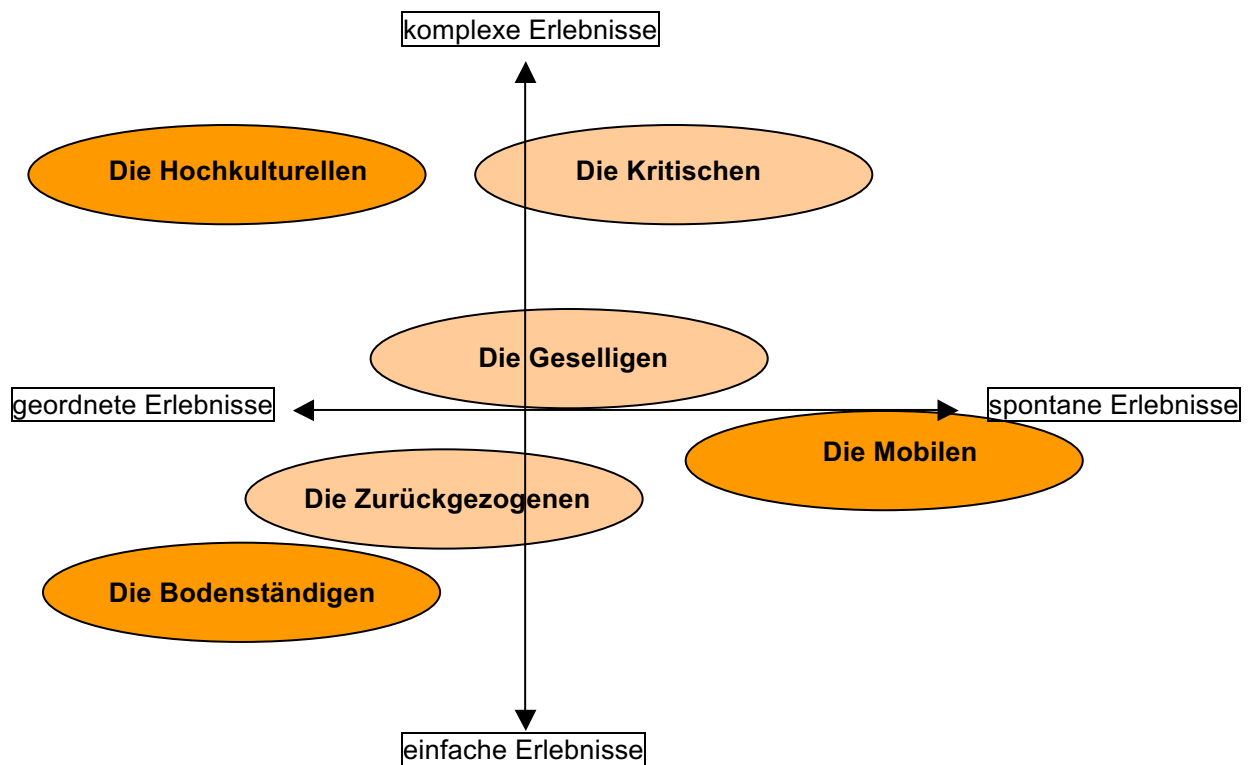 komplexe Erlebnisse
Die Hochkulturellen
Die Kritischen
Die Geselligen
geordnete Erlebnisse
spontane Erlebnisse
Die Mobilen
Die Zurückgezogenen
Die Bodenständigen
einfache Erlebnisse